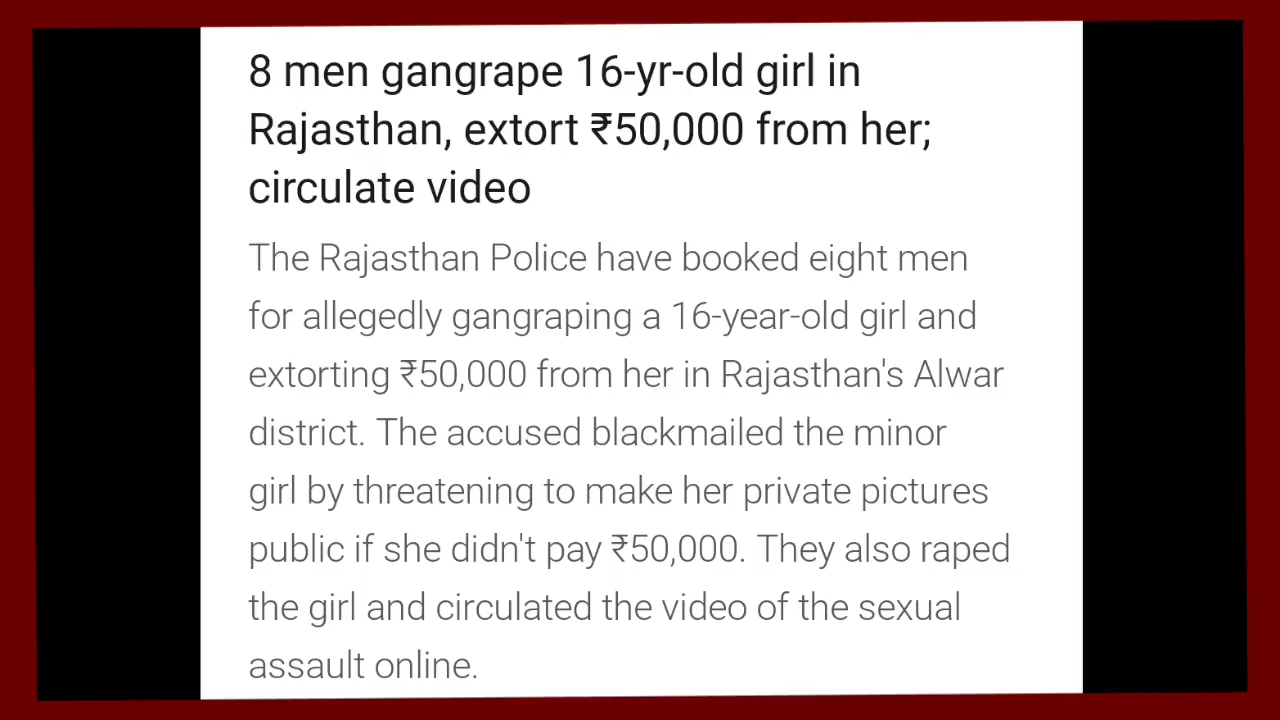 8 men gangrape 16-yr-old girl in
Rajasthan, extort ₹50,000 from her;
circulate video
The Rajasthan Police have booked eight men
for allegedly gangraping a 16-year-old girl and
extorting ₹50,000 from her in Rajasthan's Alwar
district. The accused blackmailed the minor
girl by threatening to make her private pictures
public if she didn't pay ₹50,000. They also raped
the girl and circulated the video of the sexual
assault online.